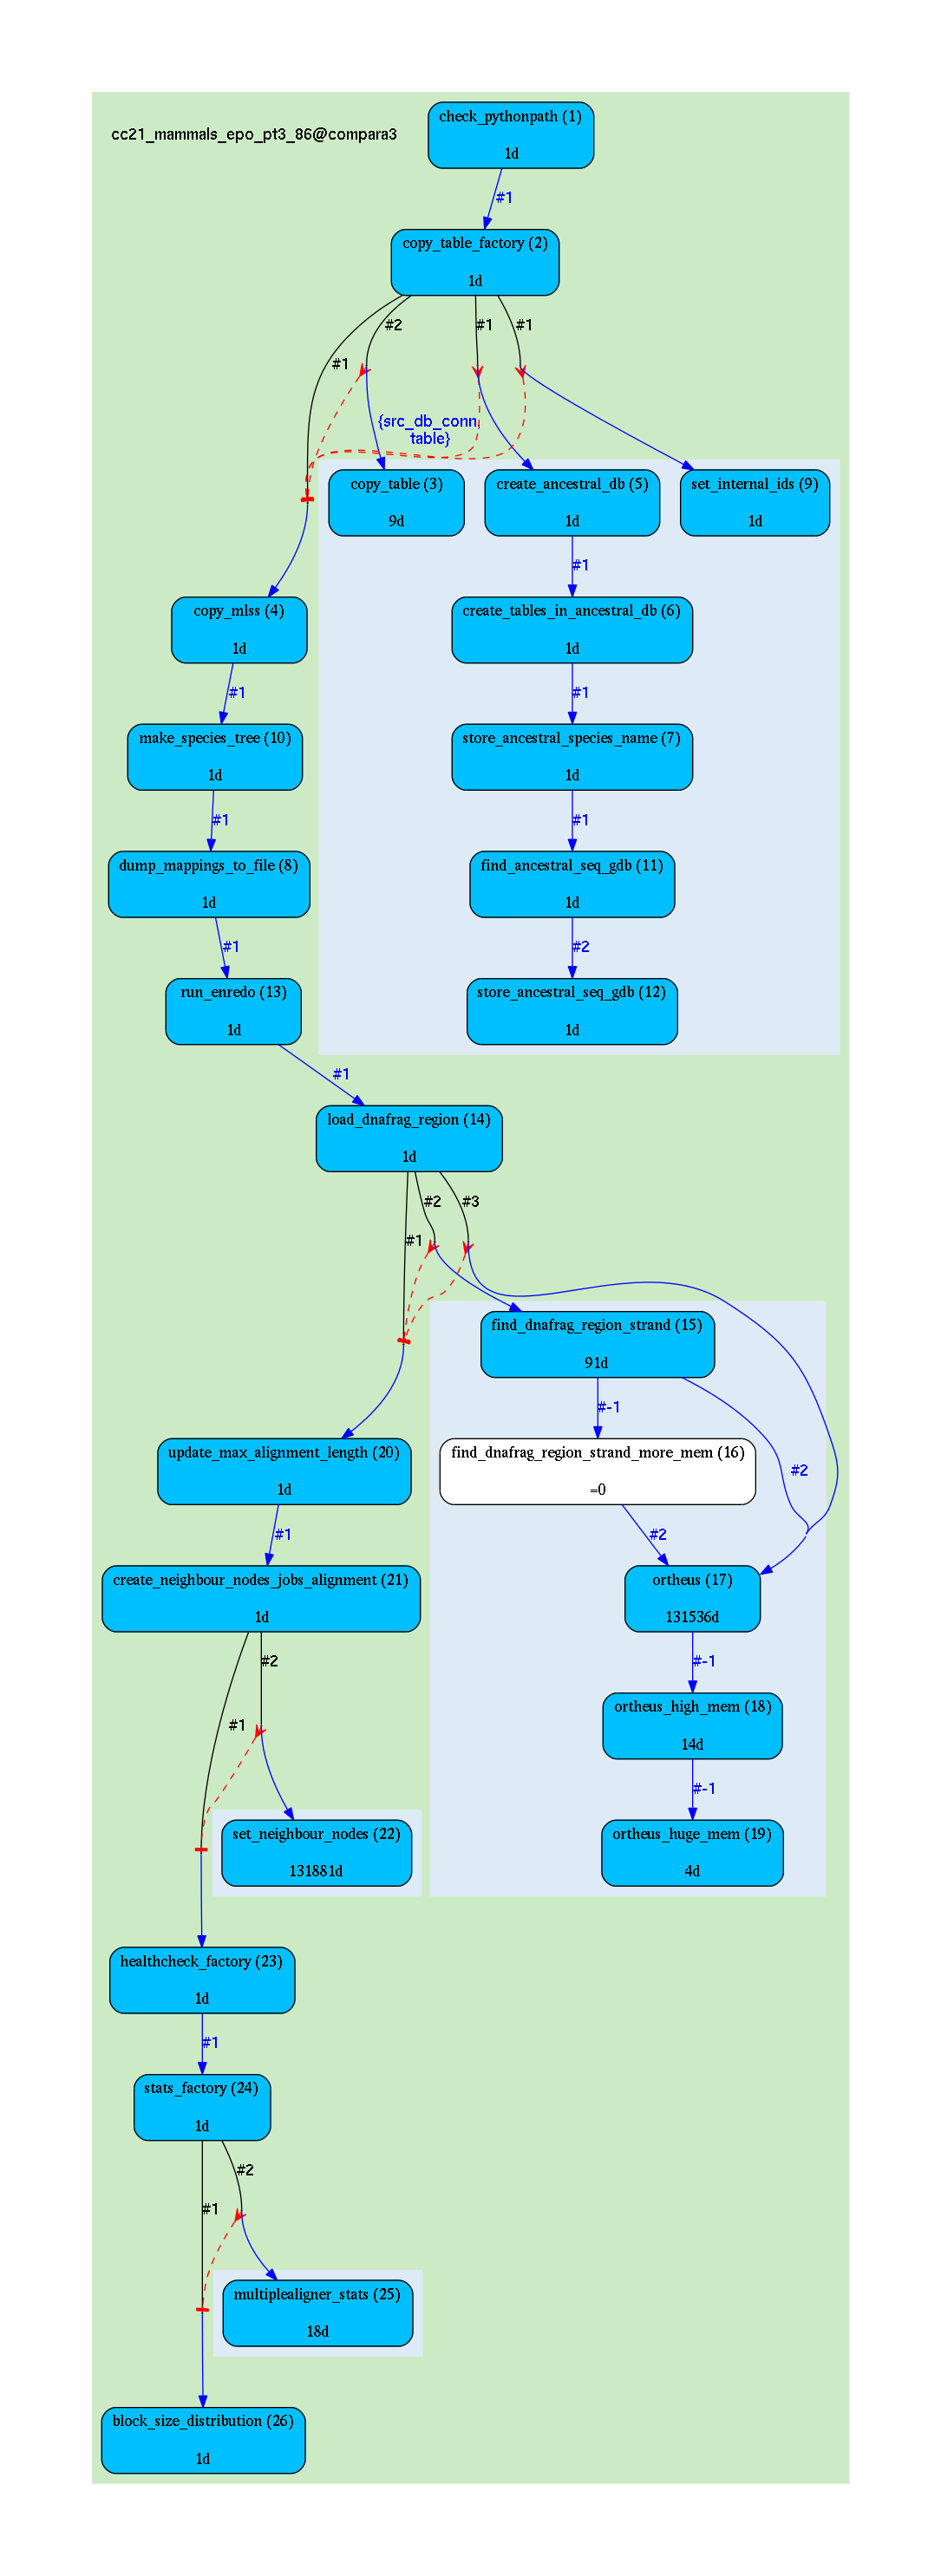 cc21_mammals_epo_pt3_86@compara3
check_pythonpath (1)
1d
#1
copy_table_factory (2)
1d
#1
#2
#1
#1
{src_db_conn,
table}
copy_table (3)
9d
create_ancestral_db (5)
1d
set_internal_ids (9)
1d
#1
copy_mlss (4)
1d
create_tables_in_ancestral_db (6)
1d
#1
#1
make_species_tree (10)
1d
store_ancestral_species_name (7)
1d
#1
#1
dump_mappings_to_file (8)
1d
find_ancestral_seq_gdb (11)
1d
#1
#2
run_enredo (13)
1d
store_ancestral_seq_gdb (12)
1d
#1
load_dnafrag_region (14)
1d
#1
#2
#3
find_dnafrag_region_strand (15)
91d
#-1
#2
update_max_alignment_length (20)
1d
find_dnafrag_region_strand_more_mem (16)
=0
#1
#2
create_neighbour_nodes_jobs_alignment (21)
1d
ortheus (17)
131536d
#2
#-1
#1
ortheus_high_mem (18)
14d
#-1
set_neighbour_nodes (22)
131881d
ortheus_huge_mem (19)
4d
healthcheck_factory (23)
1d
#1
stats_factory (24)
1d
#2
#1
multiplealigner_stats (25)
18d
block_size_distribution (26)
1d